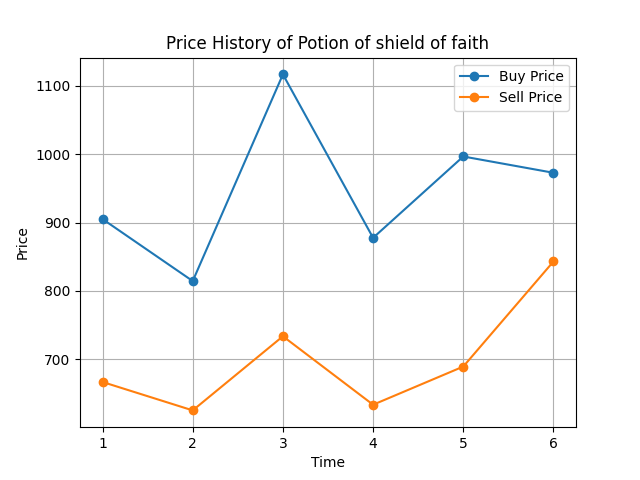 Price History of Potion of shield of faith
Buy Price
Sell Price
1100
1000
900
800
700
Price
1 2 3 4 5 6
Time